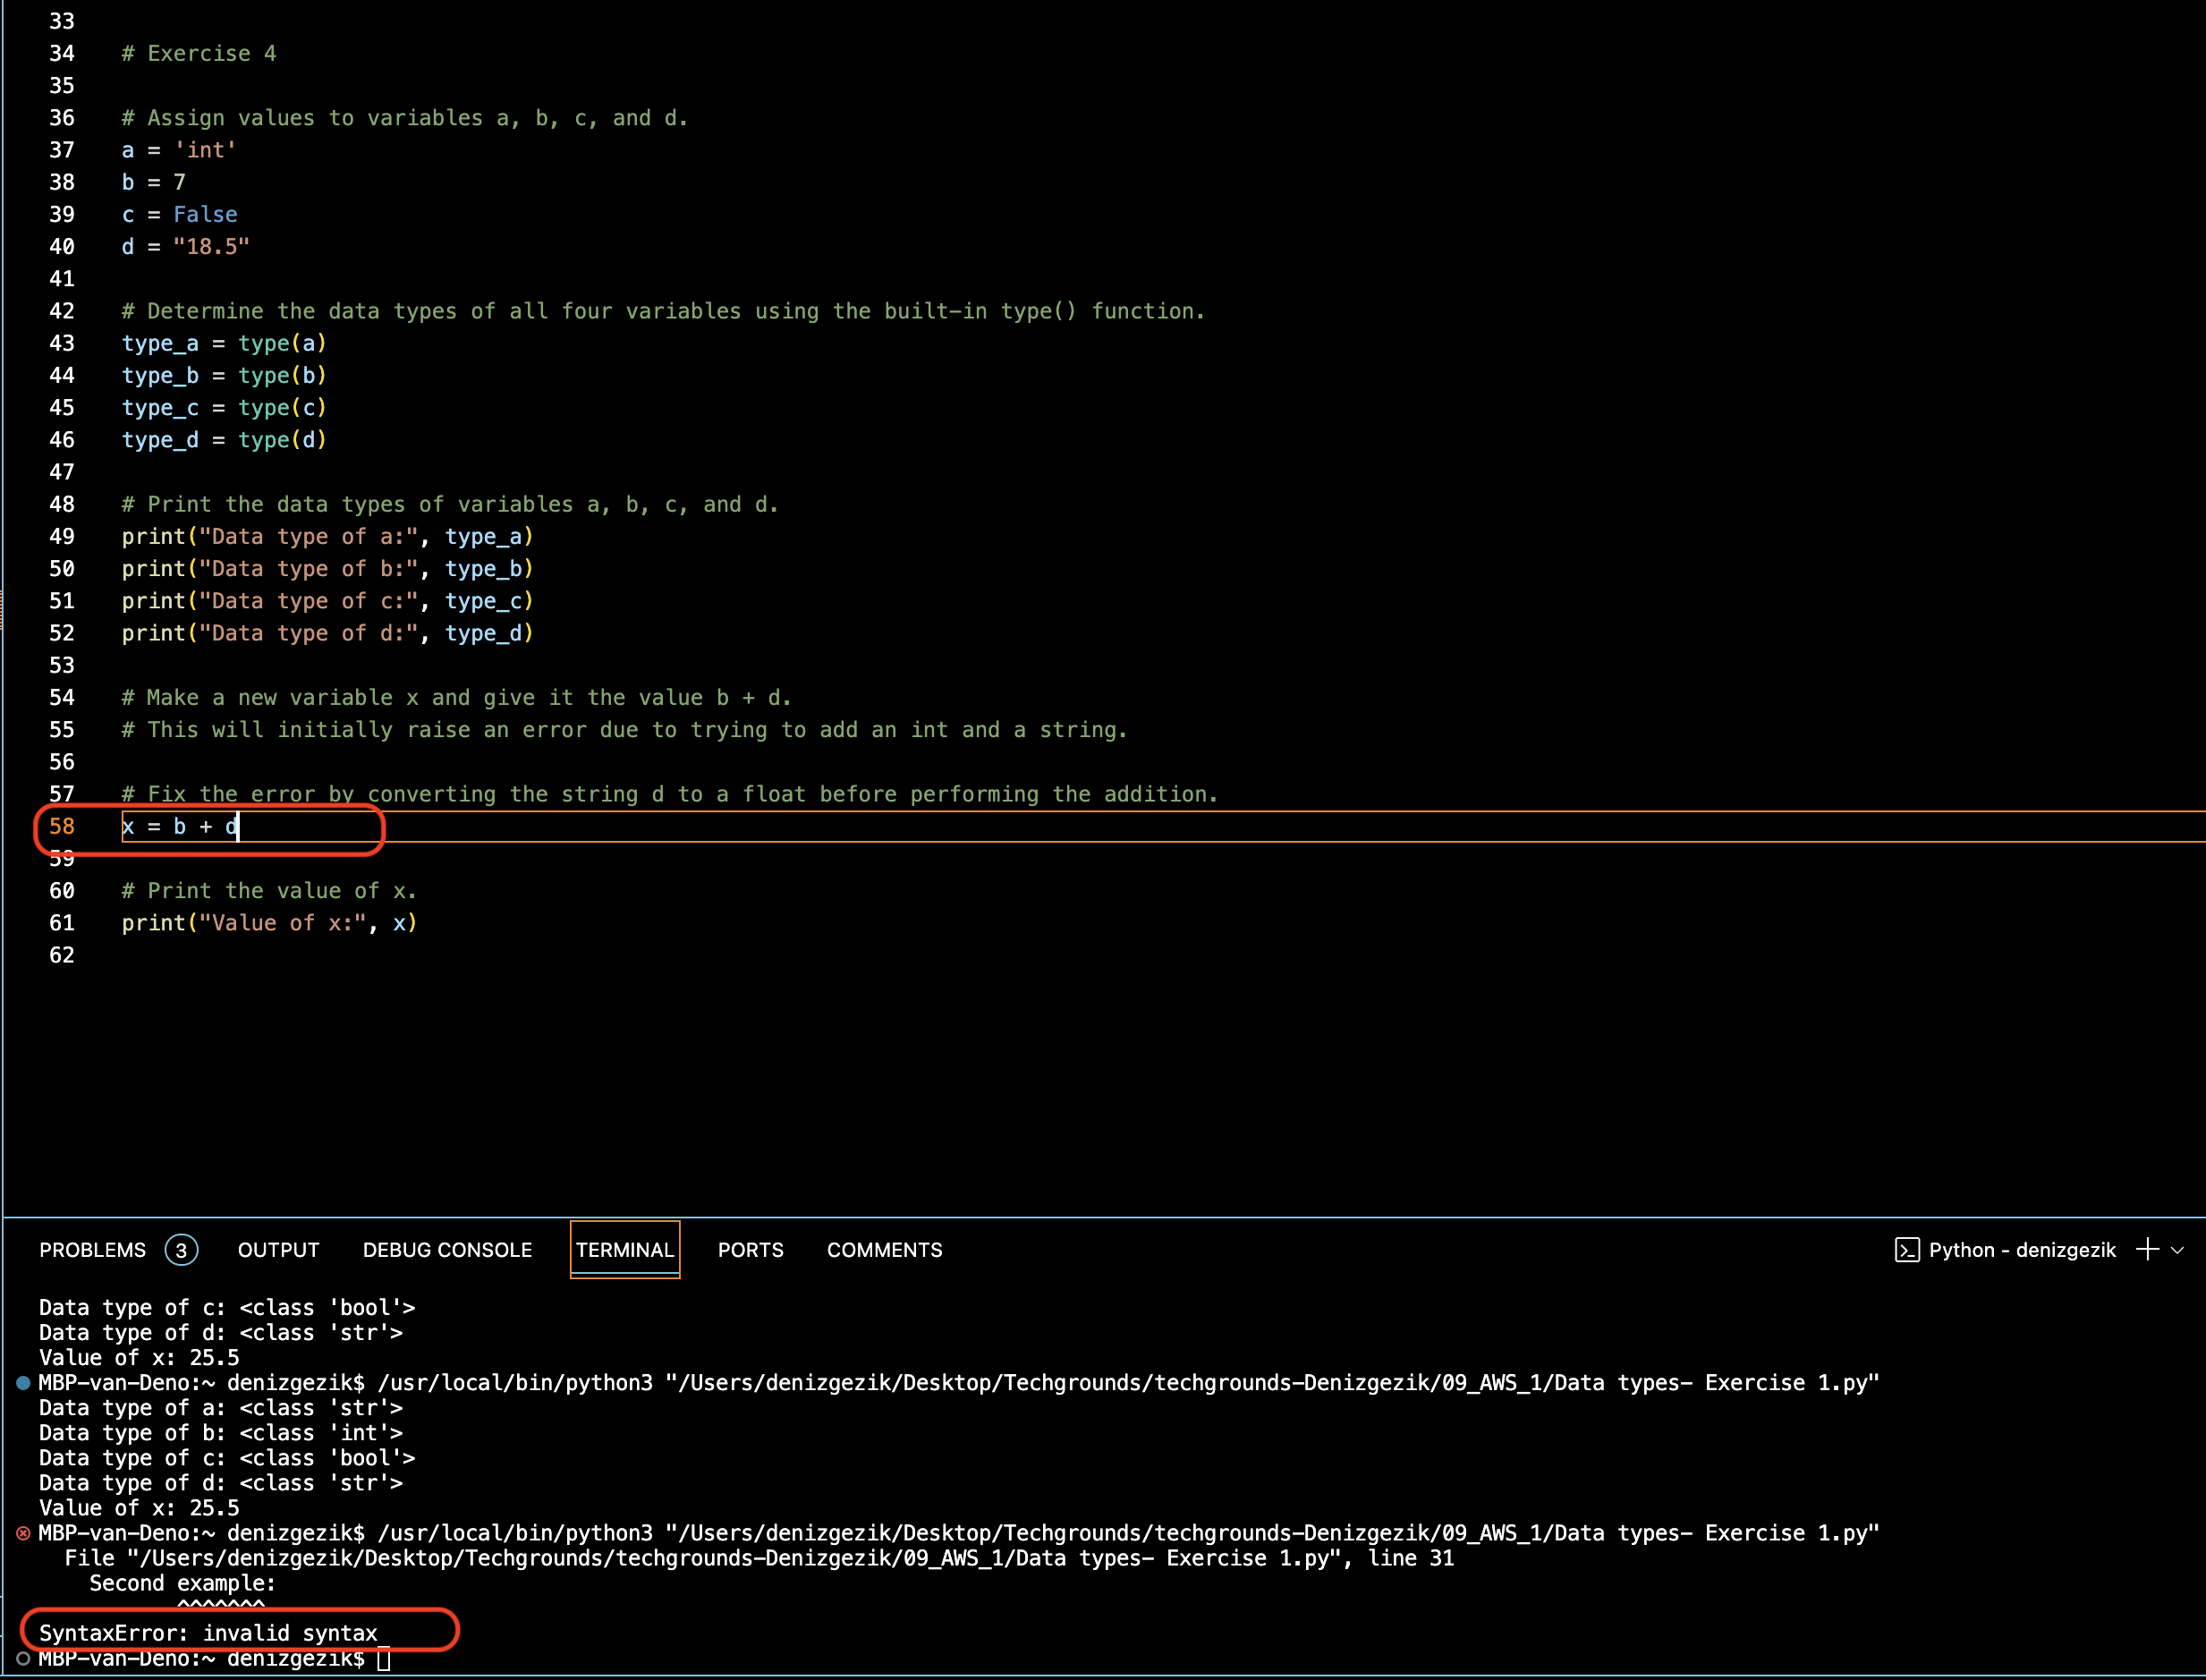 33
34 # Exercise 4
35
36 # Assign values to variables a, b, c, and d.
37 a = 'int'
38 b = 7
39 c = False
40 d = "18.5"
41
42 # Determine the data types of all four variables using the built-in type() function.
43 type_a = type(a)
44 type_b = type(b)
45 type_c = type(c)
46 type_d = type(d)
47
48 # Print the data types of variables a, b, c, and d.
49 print("Data type of a:", type_a)
50 print("Data type of b:", type_b)
51 print("Data type of c:", type_c)
52 print("Data type of d:", type_d)
53
54 # Make a new variable x and give it the value b + d.
55 # This will initially raise an error due to trying to add an int and a string.
56
57 # Fix the error by converting the string d to a float before performing the addition.
58 x = b + d
59
60 # Print the value of x.
61 print("Value of x:", x)
62
PROBLEMS 3 OUTPUT DEBUG CONSOLE TERMINAL PORTS COMMENTS Python - denizgezik
Data type of c: <class 'bool'>
Data type of d: <class 'str'>
Value of x: 25.5
MBP-van-Deno:~ denizgezik$ /usr/local/bin/python3 "/Users/denizgezik/Desktop/Techgrounds/techgrounds-Denizgezik/09_AWS_1/Data types- Exercise 1.py"
Data type of a: <class 'str'>
Data type of b: <class 'int'>
Data type of c: <class 'bool'>
Data type of d: <class 'str'>
Value of x: 25.5
MBP-van-Deno:~ denizgezik$ /usr/local/bin/python3 "/Users/denizgezik/Desktop/Techgrounds/techgrounds-Denizgezik/09_AWS_1/Data types- Exercise 1.py"
File "/Users/denizgezik/Desktop/Techgrounds/techgrounds-Denizgezik/09_AWS_1/Data types- Exercise 1.py", line 31
Second example:
^^^^^^^
SyntaxError: invalid syntax
MBP-van-Deno:~ denizgezik$